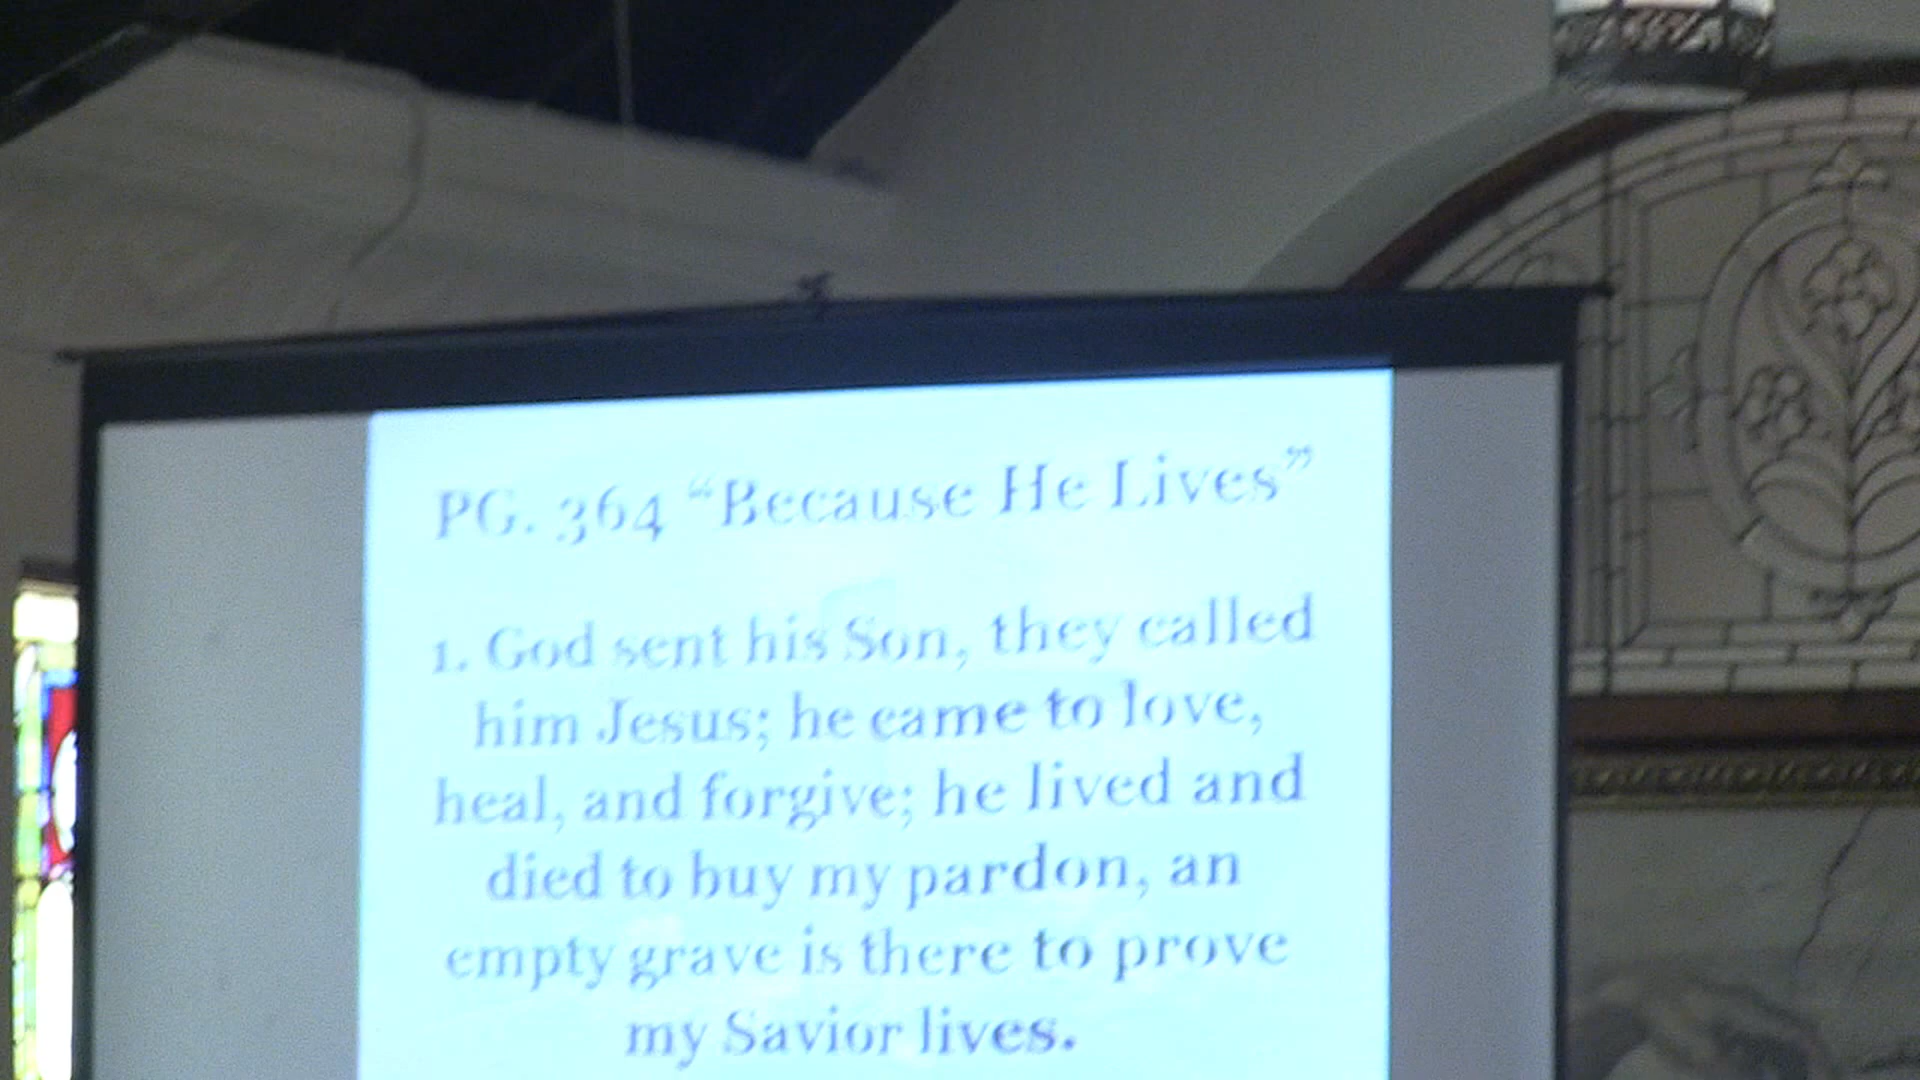 PG. 364 “Because He Lives”
1. God sent his Son, they called
him Jesus; he came to love,
heal, and forgive; he lived and
died to buy my pardon, an
empty grave is there to prove
my Savior lives.